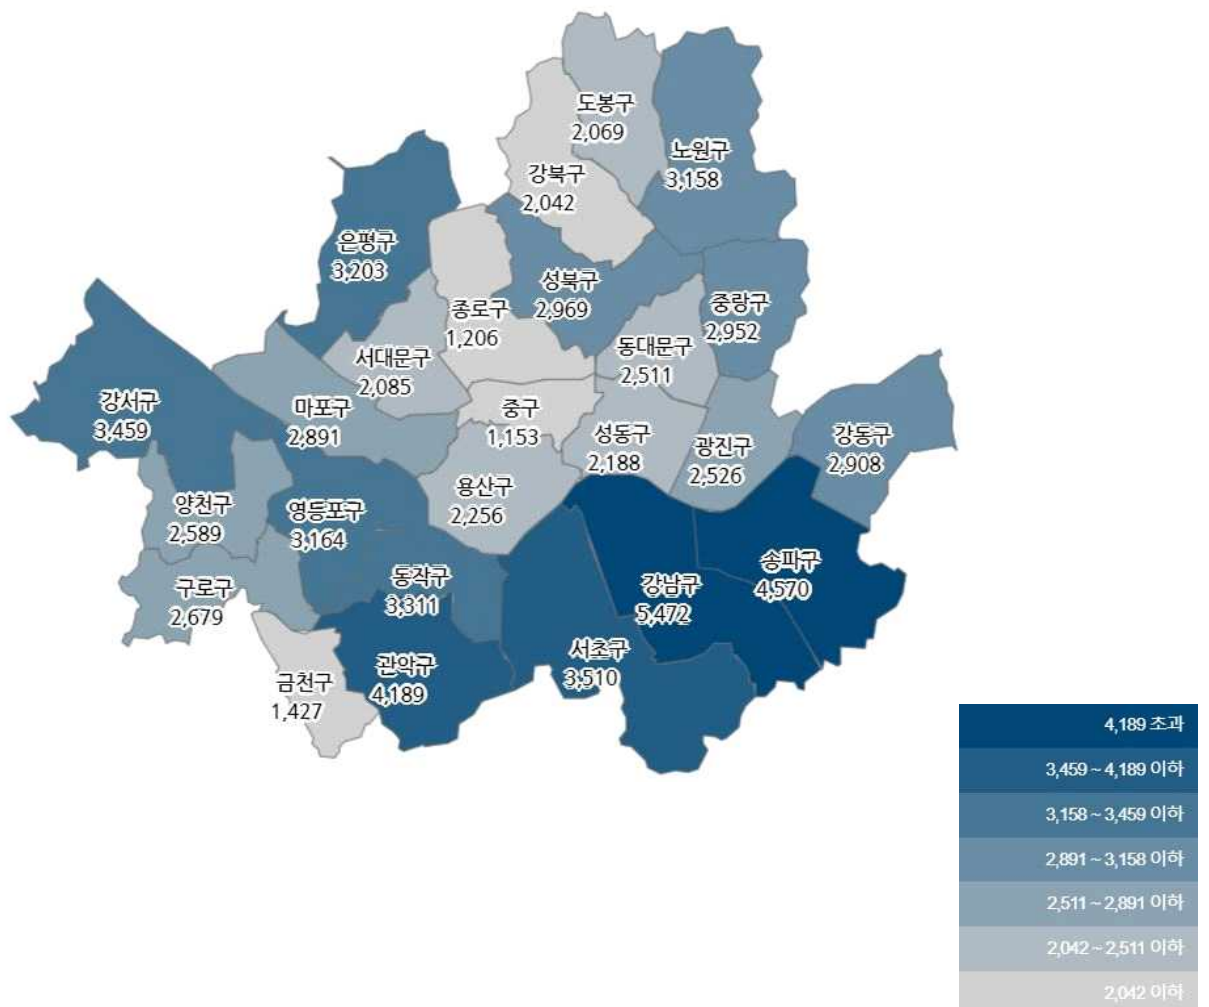 도봉구
2,069
노원구
3,158
강북구
2,042
은평구
3,203
성북구
2,969
중랑구
2,952
종로구
1,206
동대문구
2,511
서대문구
2,085
강서구
3,459
마포구
2,891
중구
1,153
성동구
2,188
광진구
2,526
강동구
2,908
양천구
2,589
영등포구
3,164
용산구
2,256
송파구
4,570
구로구
2,679
동작구
3,311
강남구
5,472
서초구
3,510
관악구
4,189
금천구
1,427
4,189 초과
3,459 ~ 4,189 이하
3,158 ~ 3,459 이하
2,891 ~ 3,158 이하
2,511 ~ 2,891 이하
2,042 ~ 2,511 이하
2,042 이하